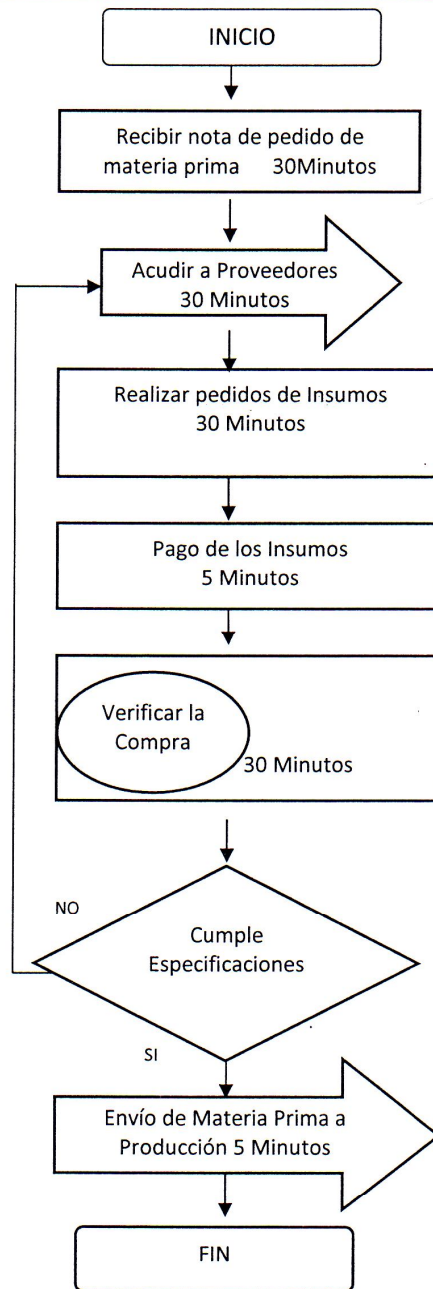 INICIO
Recibir nota de pedido de
materia prima 30Minutos
Acudir a Proveedores
30 Minutos
Realizar pedidos de Insumos
30 Minutos
Pago de los Insumos
5 Minutos
Verificar la
Compra
30 Minutos
NO
Cumple
Especificaciones
SI
Envío de Materia Prima a
Producción 5 Minutos
FIN